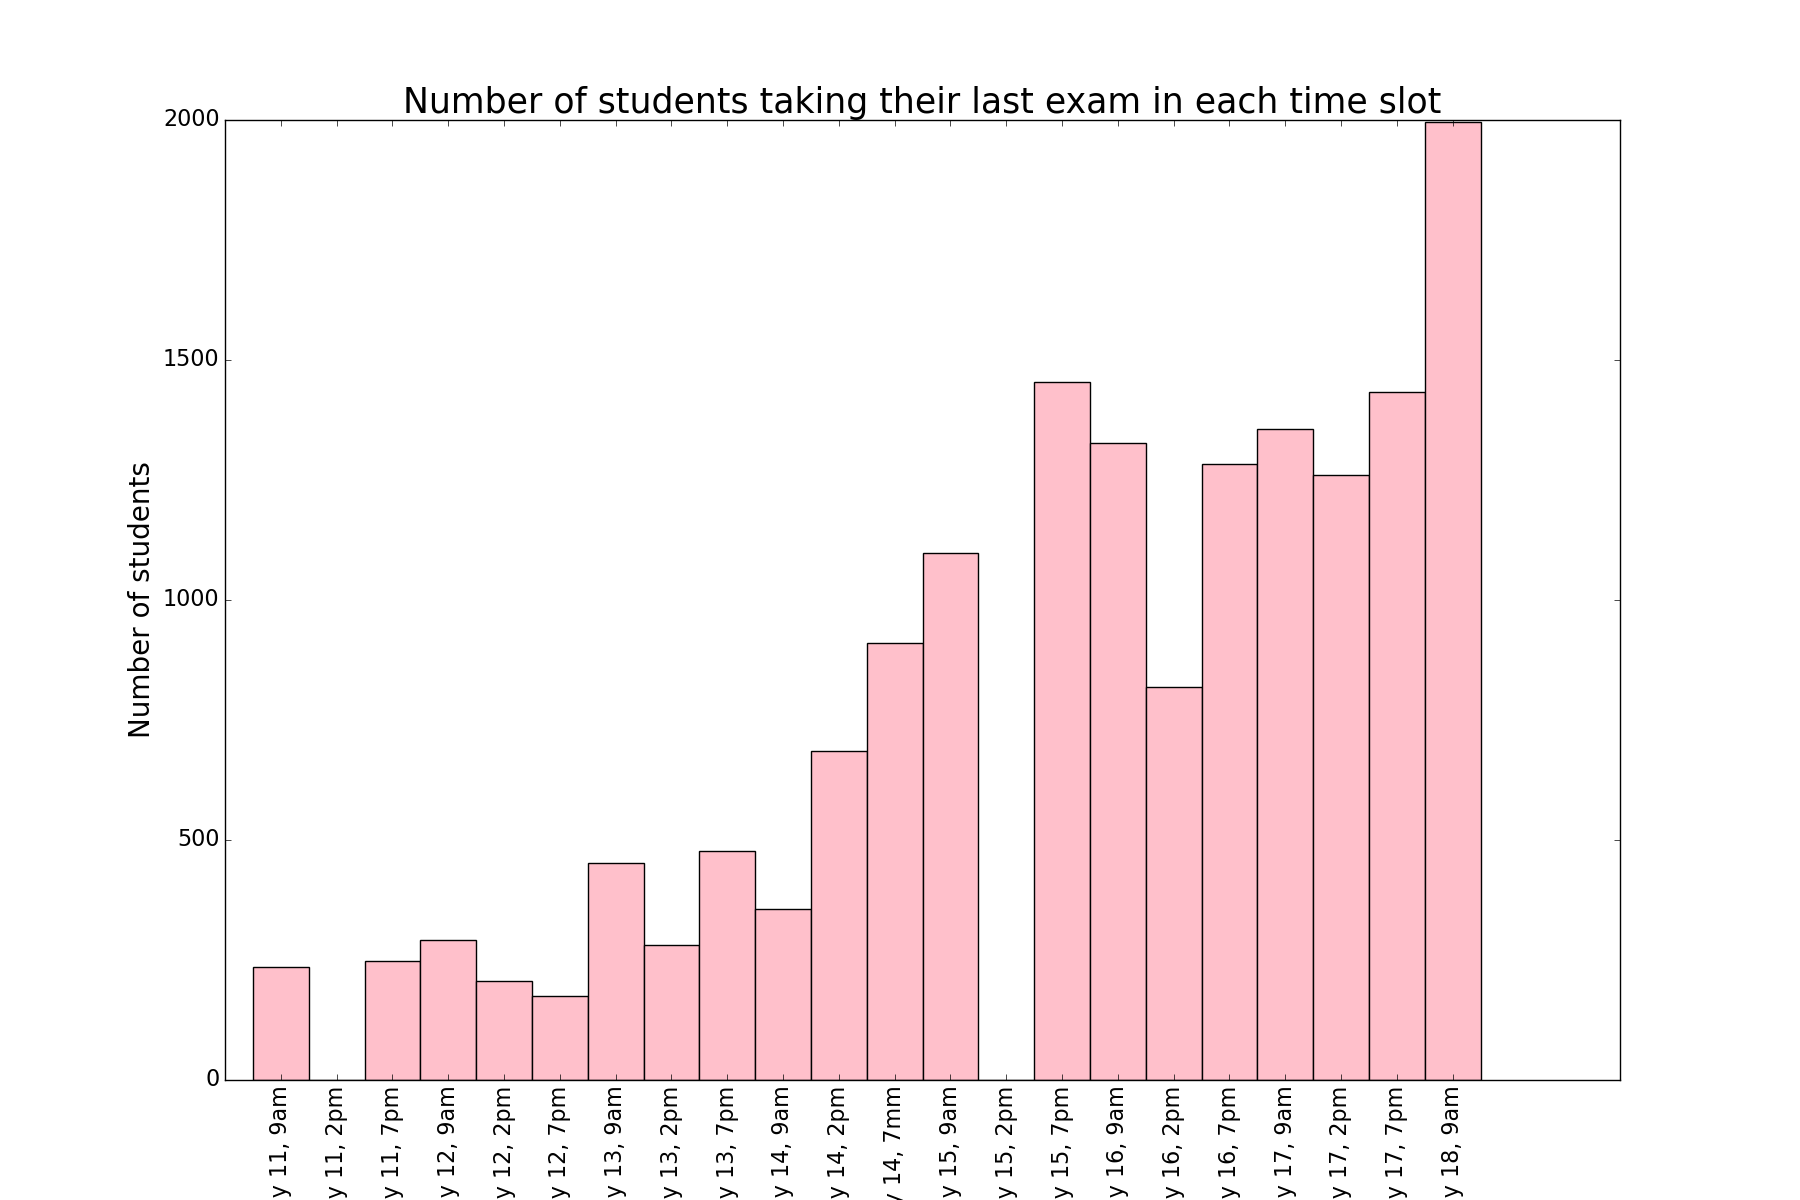 Number of students taking their last exam in each time slot
Number of students
2000
1500
1000
500
0
y 11, 9am
y 11, 2pm
y 11, 7pm
y 12, 9am
y 12, 2pm
y 12, 7pm
y 13, 9am
y 13, 2pm
y 13, 7pm
y 14, 9am
y 14, 2pm
y 14, 7mm
y 15, 9am
y 15, 2pm
y 15, 7pm
y 16, 9am
y 16, 2pm
y 16, 7pm
y 17, 9am
y 17, 2pm
y 17, 7pm
y 18, 9am